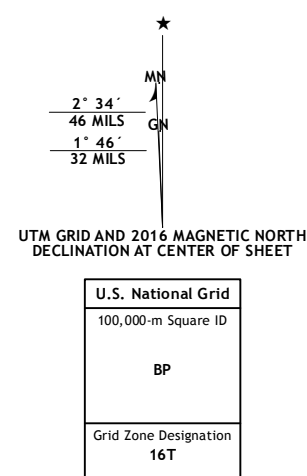 ★
MN
2° 34´
46 MILS
GN
1° 46´
32 MILS
UTM GRID AND 2016 MAGNETIC NORTH
DECLINATION AT CENTER OF SHEET
U.S. National Grid
100,000-m Square ID
BP
Grid Zone Designation
16T